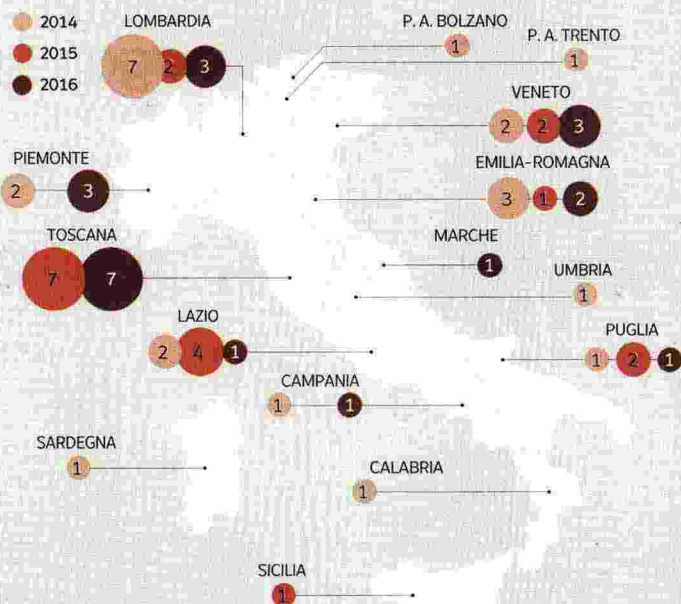 2014
2015
2016
LOMBARDIA
7 2 3
P. A. BOLZANO
1
P. A. TRENTO
1
VENETO
2 2 3
PIEMONTE
2 3
EMILIA-ROMAGNA
3 1 2
TOSCANA
7 7
MARCHE
1
UMBRIA
1
LAZIO
2 4 1
PUGLIA
1 2 1
CAMPANIA
1 1
SARDEGNA
1
CALABRIA
1
SICILIA
1